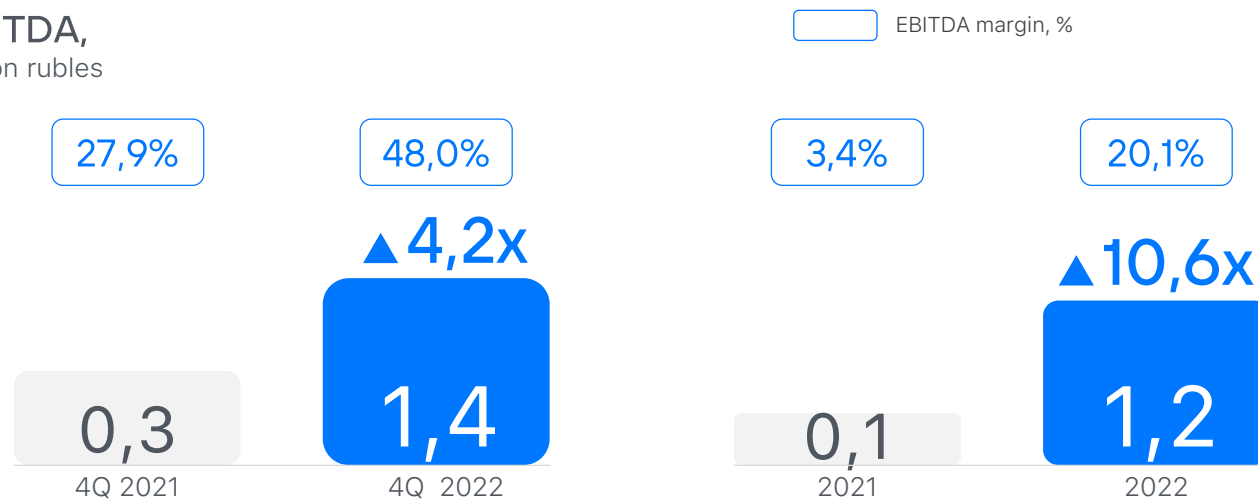 TDA,
EBITDA margin, %
on rubles
27,9%
48,0%
3,4%
20,1%
▲4,2x
▲10,6x
0,3
1,4
0,1
1,2
4Q 2021
4Q 2022
2021
2022